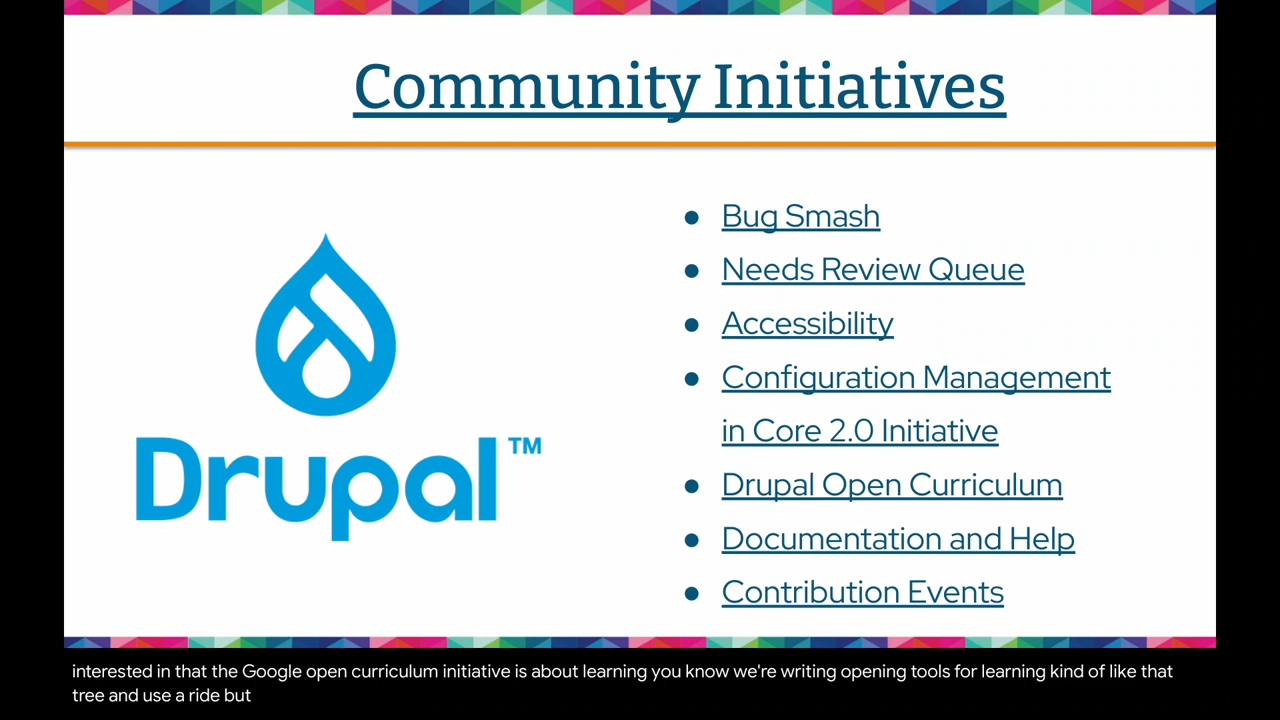 Community Initiatives
Drupal™
● Bug Smash
● Needs Review Queue
● Accessibility
● Configuration Management
in Core 2.0 Initiative
● Drupal Open Curriculum
● Documentation and Help
● Contribution Events
interested in that the Google open curriculum initiative is about learning you know we're writing opening tools for learning kind of like that
tree and use a ride but